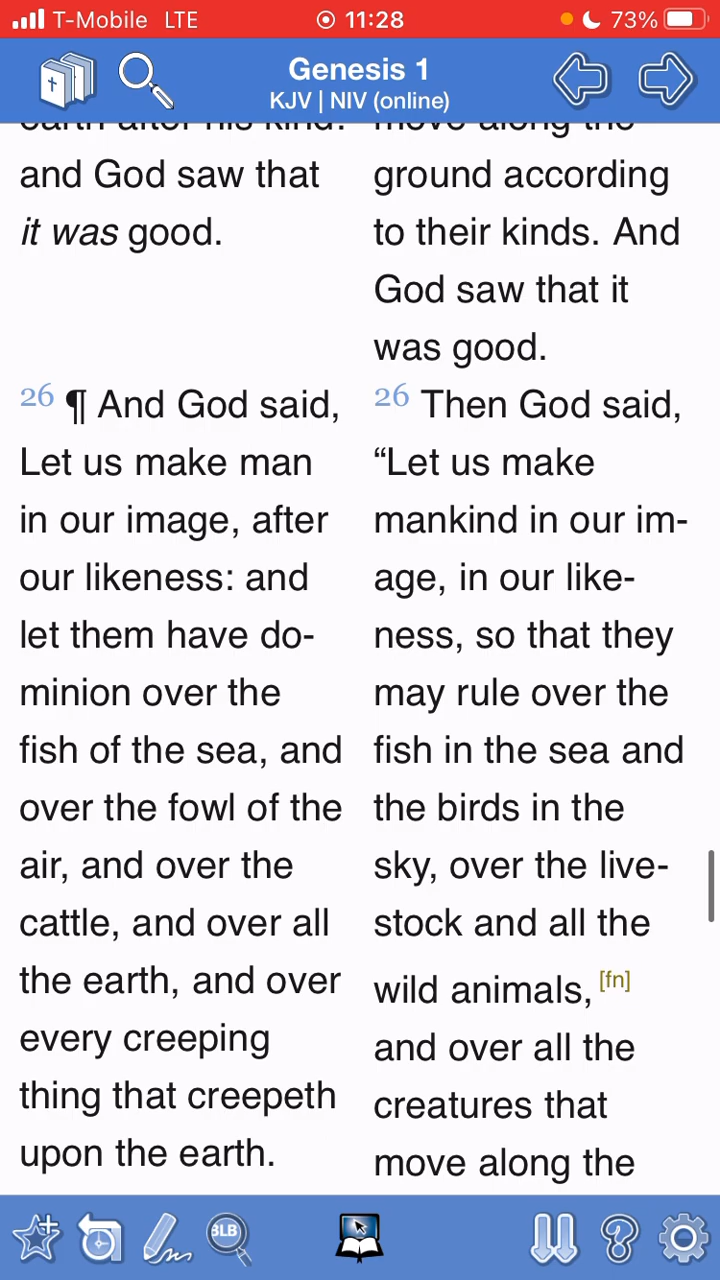 T-Mobile LTE 11:28 73%
Genesis 1
KJV | NIV (online)
earth after his kind:
and God saw that
it was good.
26 ¶ And God said,
Let us make man
in our image, after
our likeness: and
let them have do-
minion over the
fish of the sea, and
over the fowl of the
air, and over the
cattle, and over all
the earth, and over
every creeping
thing that creepeth
upon the earth.
move along the
ground according
to their kinds. And
God saw that it
was good.
26 Then God said,
“Let us make
mankind in our im-
age, in our like-
ness, so that they
may rule over the
fish in the sea and
the birds in the
sky, over the live-
stock and all the
wild animals, [fn]
and over all the
creatures that
move along the
BLB